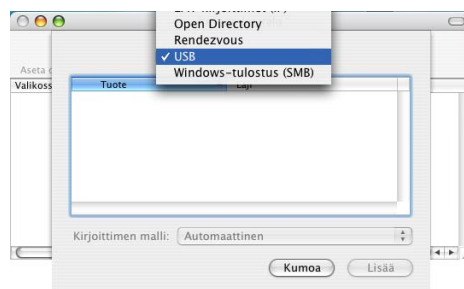 Open Directory
Rendezvous
✓ USB
Windows-tulostus (SMB)
Aseta
Valikoss
Tuote
Laji
Kirjoittimen malli: Automaattinen
Kumoa
Lisää